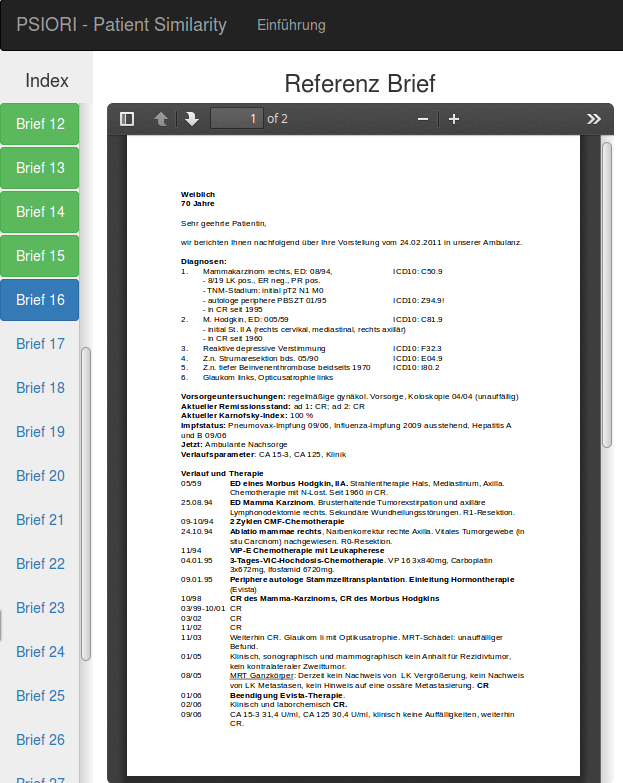 PSIORI - Patient Similarity Einführung
Index
Referenz Brief
1 of 2
Brief 12
Brief 13
Brief 14
Brief 15
Brief 16
Brief 17
Brief 18
Brief 19
Brief 20
Brief 21
Brief 22
Brief 23
Brief 24
Brief 25
Brief 26
Brief 27
Weiblich
70 Jahre
Sehr geehrte Patientin,
wir berichten Ihnen nachfolgend über Ihre Vorstellung vom 24.02.2011 in unserer Ambulanz.
Diagnosen:
1. Mammakarzinom rechts, ED: 08/94, ICD10: C50.9
- 8/19 LK pos., ER neg., PR pos.
- TNM-Stadium: initial pT2 N1 M0
- autologe periphere PBSZT 01/95 ICD10: Z94.9!
- in CR seit 1995
2. M. Hodgkin, ED: 005/59 ICD10: C81.9
- initial St. II A (rechts cervikal, mediastinal, rechts axillär)
- in CR seit 1960
3. Reaktive depressive Verstimmung ICD10: F32.3
4. Z.n. Strumaresektion bds. 05/90 ICD10: E04.9
5. Z.n. tiefer Beinvenenthrombose beidseits 1970 ICD10: I80.2
6. Glaukom links, Opticusatrophie links
Vorsorgeuntersuchungen: regelmäßige gynäkol. Vorsorge, Koloskopie 04/04 (unauffällig)
Aktueller Remissionsstand: ad 1: CR; ad 2: CR
Aktueller Karnofsky-Index: 100 %
Impfstatus: Pneumovax-Impfung 09/06, Influenza-Impfung 2009 ausstehend, Hepatitis A
und B 09/06
Jetzt: Ambulante Nachsorge
Verlaufsparameter: CA 15-3, CA 125, Klinik
Verlauf und Therapie
05/59 ED eines Morbus Hodgkin, II A. Strahlentherapie Hals, Mediastinum, Axilla.
Chemotherapie mit N-Lost. Seit 1960 in CR.
25.08.94 ED Mamma Karzinom. Brusterhaltende Tumorexstirpation und axilläre
Lymphonodektomie rechts. Sekundäre Wundheilungsstörungen. R1-Resektion.
09-10/94 2 Zyklen CMF-Chemotherapie
24.10.94 Ablatio mammae rechts, Narbenkorrektur rechte Axilla. Vitales Tumorgewebe (in
situ Carcinom) nachgewiesen. R0-Resektion.
11/94 VIP-E Chemotherapie mit Leukapherese
04.01.95 3-Tages-VIC-Hochdosis-Chemotherapie. VP 16 3x840mg, Carboplatin
3x672mg, Ifosfamid 6720mg.
09.01.95 Periphere autologe Stammzelltransplantation. Einleitung Hormontherapie
(Evista)
10/98 CR des Mamma-Karzinoms, CR des Morbus Hodgkins
03/99-10/01 CR
03/02 CR
11/02 CR
11/03 Weiterhin CR. Glaukom li mit Optikusatrophie. MRT-Schädel: unauffälliger
Befund.
01/05 Klinisch, sonographisch und mammographisch kein Anhalt für Rezidivtumor,
kein kontralateraler Zweittumor.
08/05 MRT Ganzkörper: Derzeit kein Nachweis von LK Vergrößerung, kein Nachweis
von LK Metastasen, kein Hinweis auf eine ossäre Metastasierung. CR
01/06 Beendigung Evista-Therapie.
02/06 Klinisch und laborchemisch CR.
09/06 CA 15-3 31,4 U/ml, CA 125 30,4 U/ml, klinisch keine Auffälligkeiten, weiterhin
CR.